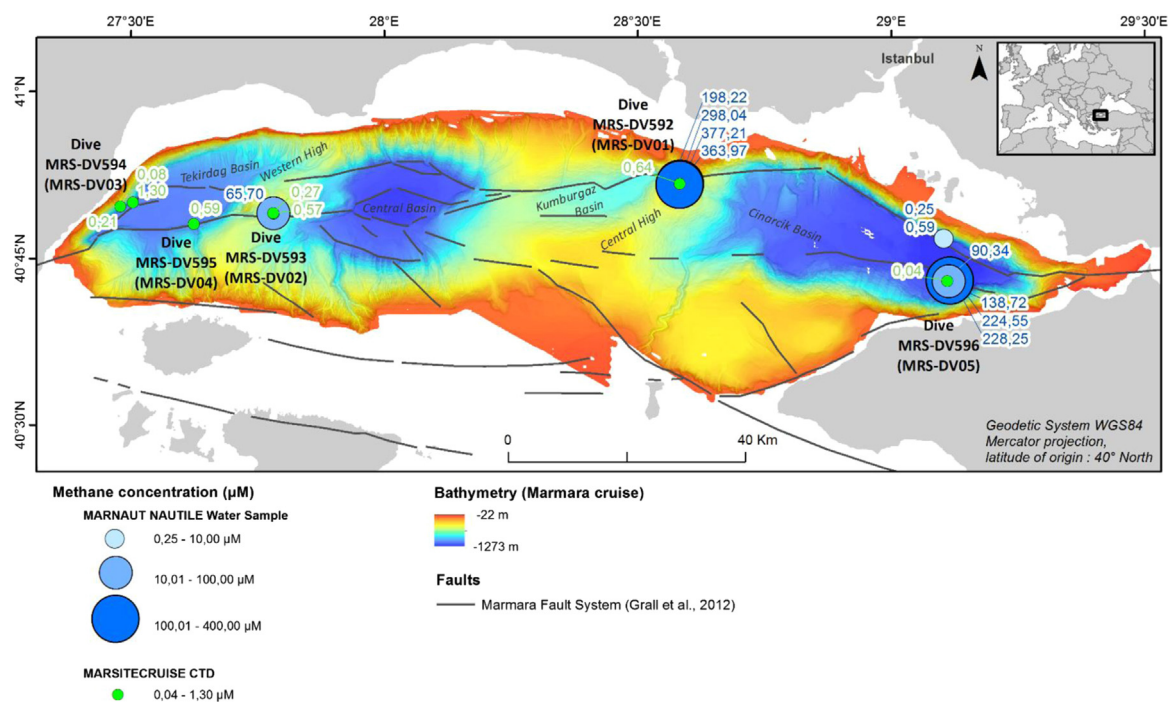 27°30'E 28°E 28°30'E 29°E 29°30'E
41°N
40°45'N
40°30'N
Istanbul
N
Dive
MRS-DV594
(MRS-DV03)
0,08
1,30
0,21
Tekirdag Basin
Western High
65,70
0,27
0,57
0,59
Dive
MRS-DV595
(MRS-DV04)
Dive
MRS-DV593
(MRS-DV02)
Central Basin
Dive
MRS-DV592
(MRS-DV01)
198,22
298,04
377,21
363,97
0,64
Kumburgaz
Basin
Central High
Cinarcik Basin
0,25
0,59
90,34
0,04
138,72
224,55
228,25
Dive
MRS-DV596
(MRS-DV05)
0 40 Km
Geodetic System WGS84
Mercator projection,
latitude of origin : 40° North
Methane concentration (µM)
MARNAUT NAUTILE Water Sample
0,25 - 10,00 µM
10,01 - 100,00 µM
100,01 - 400,00 µM
MARSITECRUISE CTD
0,04 - 1,30 µM
Bathymetry (Marmara cruise)
-22 m
-1273 m
Faults
Marmara Fault System (Grall et al., 2012)